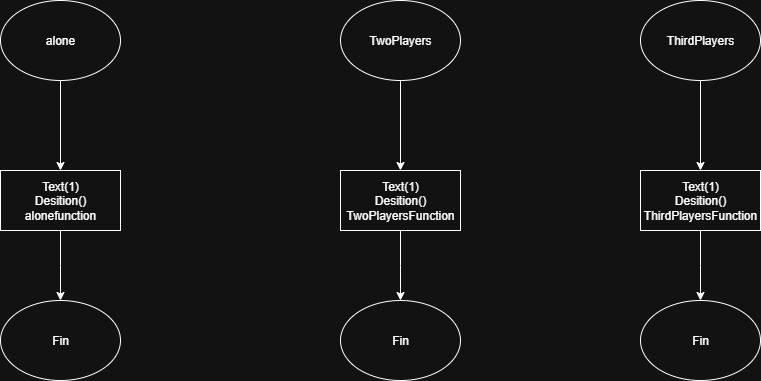 alone
TwoPlayers
ThirdPlayers
Text(1)
Desition()
alonefunction
Text(1)
Desition()
TwoPlayersFunction
Text(1)
Desition()
ThirdPlayersFunction
Fin
Fin
Fin